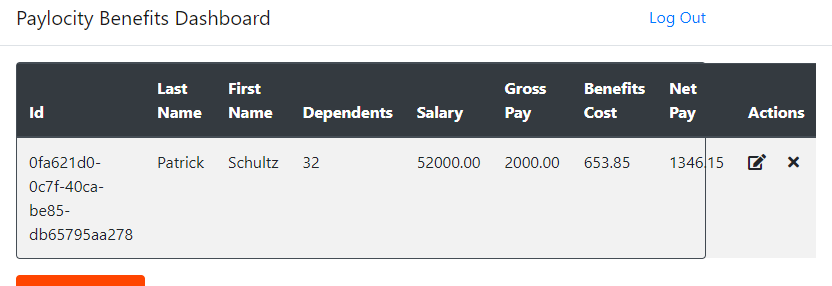 Paylocity Benefits Dashboard
Log Out
Id Last Name First Name Dependents Salary Gross Pay Benefits Cost Net Pay Actions
0fa621d0-
0c7f-40ca-
be85-
db65795aa278 Patrick Schultz 32 52000.00 2000.00 653.85 1346.15